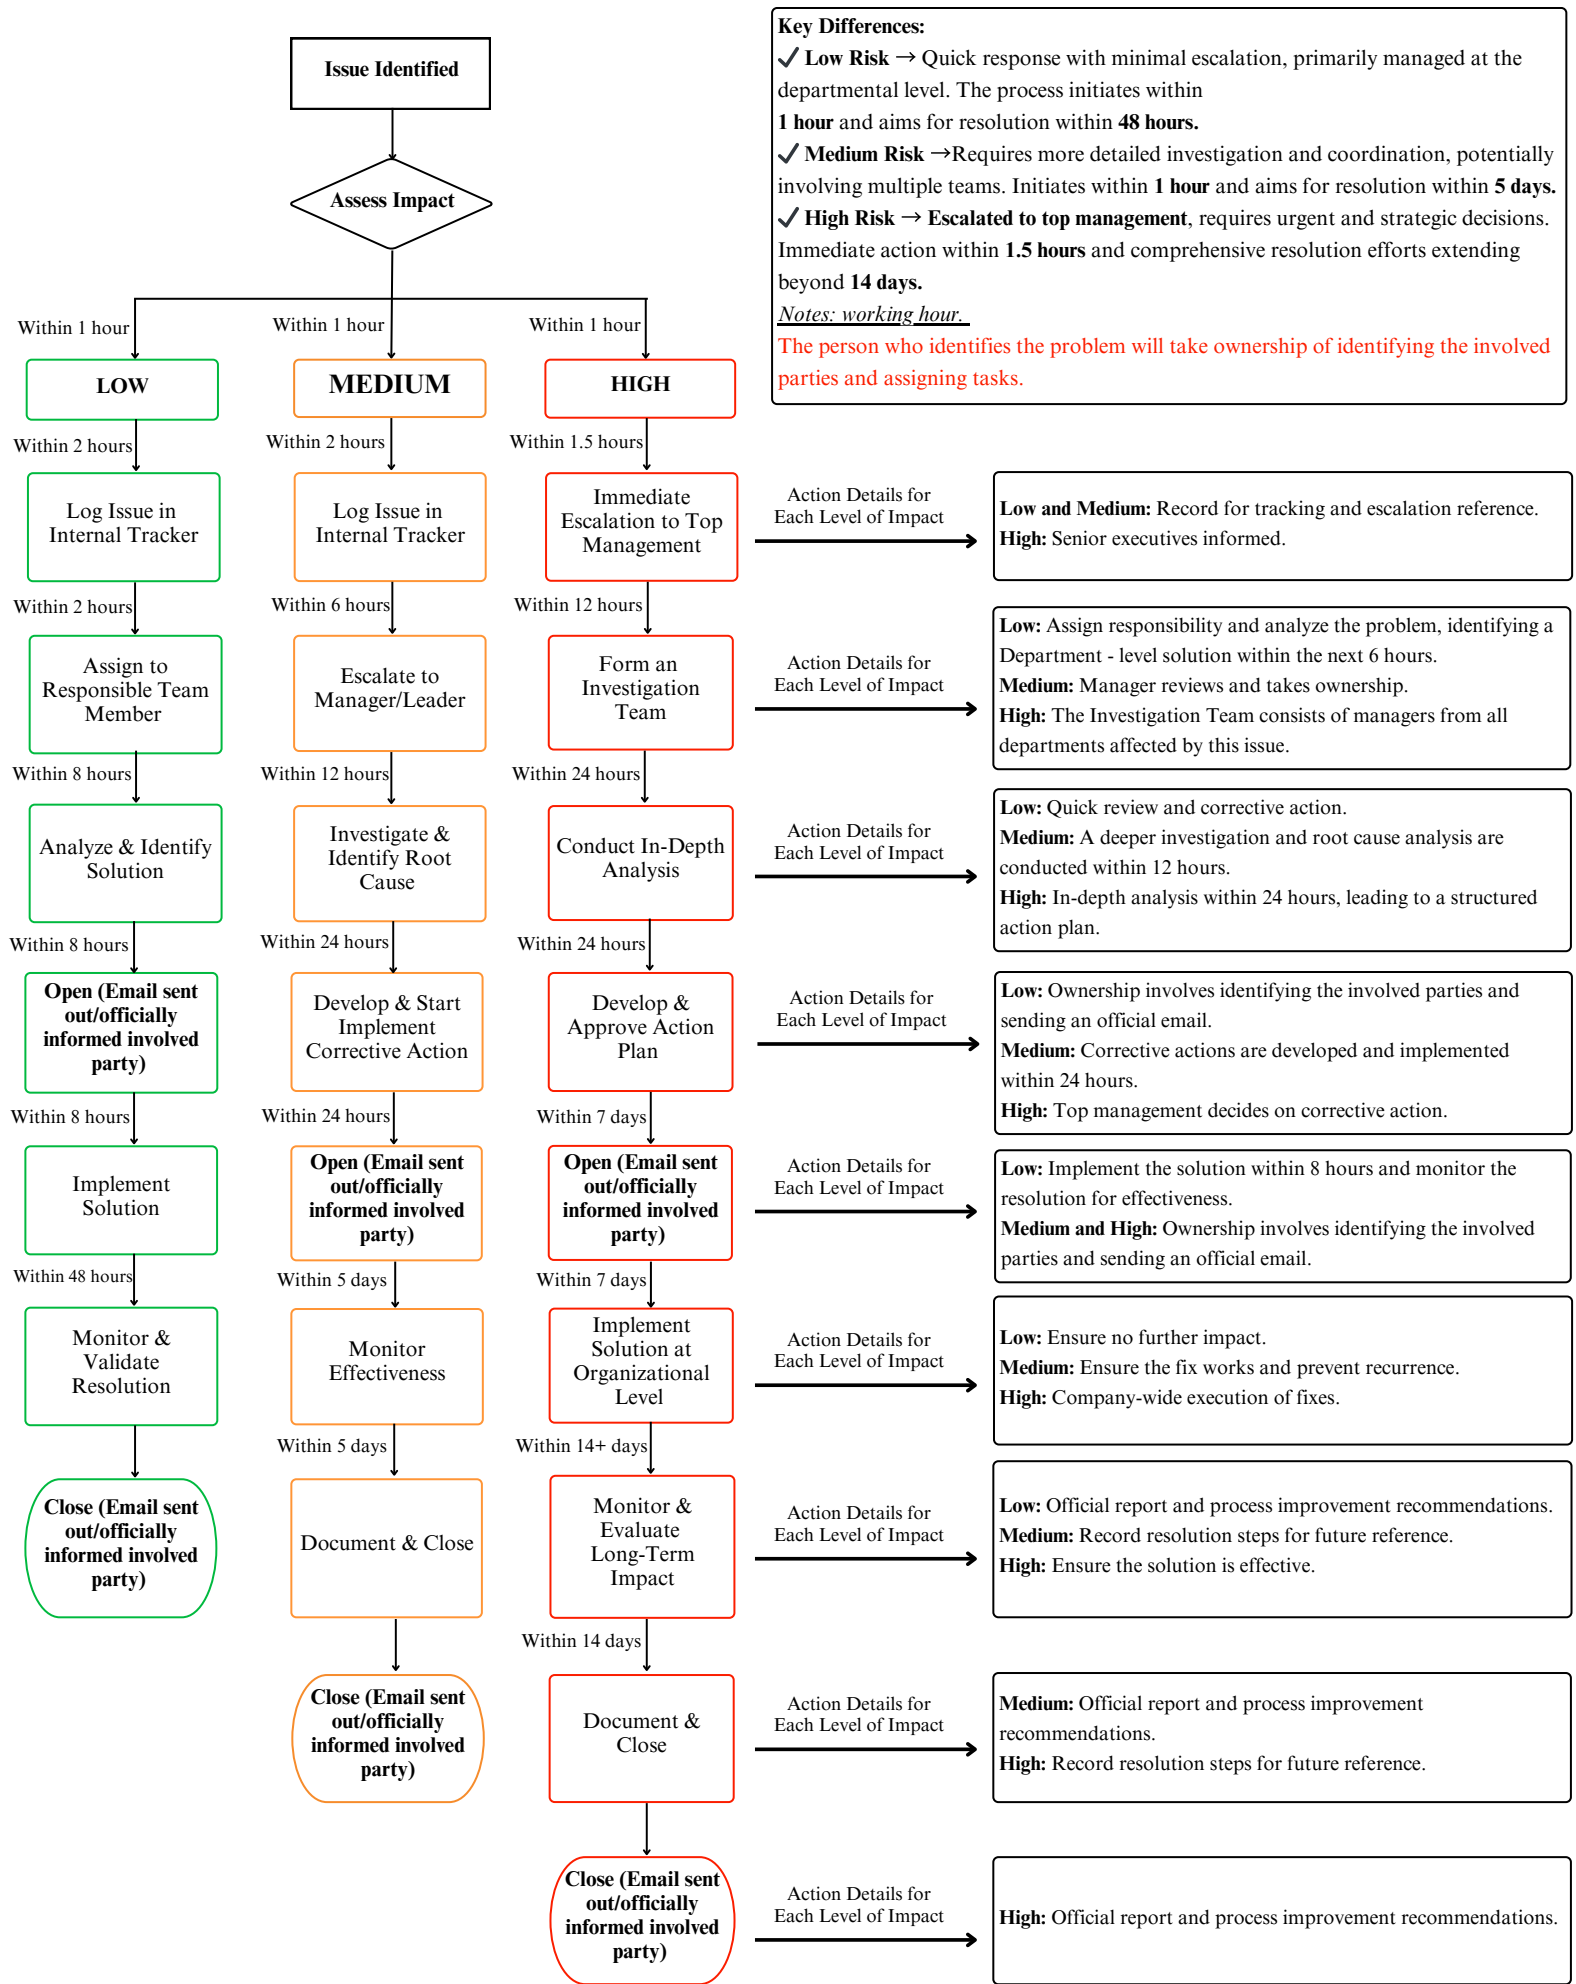 Issue Identified
Assess Impact
Key Differences:
✓ Low Risk → Quick response with minimal escalation, primarily managed at the
departmental level. The process initiates within
1 hour and aims for resolution within 48 hours.
✓ Medium Risk →Requires more detailed investigation and coordination, potentially
involving multiple teams. Initiates within 1 hour and aims for resolution within 5 days.
✓ High Risk → Escalated to top management, requires urgent and strategic decisions.
Immediate action within 1.5 hours and comprehensive resolution efforts extending
beyond 14 days.
Notes: working hour.
The person who identifies the problem will take ownership of identifying the involved
parties and assigning tasks.
Within 1 hour
Within 1 hour
Within 1 hour
LOW
MEDIUM
HIGH
Within 2 hours
Within 2 hours
Within 1.5 hours
Log Issue in
Internal Tracker
Log Issue in
Internal Tracker
Immediate
Escalation to Top
Management
Action Details for
Each Level of Impact
Low and Medium: Record for tracking and escalation reference.
High: Senior executives informed.
Within 2 hours
Within 6 hours
Within 12 hours
Assign to
Responsible Team
Member
Escalate to
Manager/Leader
Form an
Investigation
Team
Action Details for
Each Level of Impact
Low: Assign responsibility and analyze the problem, identifying a
Department - level solution within the next 6 hours.
Medium: Manager reviews and takes ownership.
High: The Investigation Team consists of managers from all
departments affected by this issue.
Within 8 hours
Within 12 hours
Within 24 hours
Analyze & Identify
Solution
Investigate &
Identify Root
Cause
Conduct In-Depth
Analysis
Action Details for
Each Level of Impact
Low: Quick review and corrective action.
Medium: A deeper investigation and root cause analysis are
conducted within 12 hours.
High: In-depth analysis within 24 hours, leading to a structured
action plan.
Within 8 hours
Within 24 hours
Within 24 hours
Open (Email sent
out/officially
informed involved
party)
Develop & Start
Implement
Corrective Action
Develop &
Approve Action
Plan
Action Details for
Each Level of Impact
Low: Ownership involves identifying the involved parties and
sending an official email.
Medium: Corrective actions are developed and implemented
within 24 hours.
High: Top management decides on corrective action.
Within 8 hours
Within 24 hours
Within 7 days
Implement
Solution
Open (Email sent
out/officially
informed involved
party)
Open (Email sent
out/officially
informed involved
party)
Action Details for
Each Level of Impact
Low: Implement the solution within 8 hours and monitor the
resolution for effectiveness.
Medium and High: Ownership involves identifying the involved
parties and sending an official email.
Within 48 hours
Within 5 days
Within 7 days
Monitor &
Validate
Resolution
Monitor
Effectiveness
Implement
Solution at
Organizational
Level
Action Details for
Each Level of Impact
Low: Ensure no further impact.
Medium: Ensure the fix works and prevent recurrence.
High: Company-wide execution of fixes.
Within 5 days
Within 14+ days
Close (Email sent
out/officially
informed involved
party)
Document & Close
Monitor &
Evaluate
Long-Term
Impact
Action Details for
Each Level of Impact
Low: Official report and process improvement recommendations.
Medium: Record resolution steps for future reference.
High: Ensure the solution is effective.
Within 14 days
Close (Email sent
out/officially
informed involved
party)
Document &
Close
Action Details for
Each Level of Impact
Medium: Official report and process improvement
recommendations.
High: Record resolution steps for future reference.
Close (Email sent
out/officially
informed involved
party)
Action Details for
Each Level of Impact
High: Official report and process improvement recommendations.